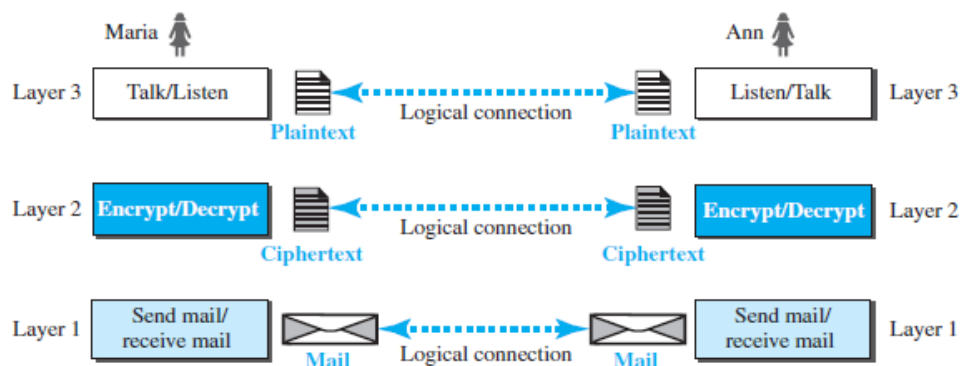 Maria
Ann
Layer 3
Talk/Listen
Plaintext
Logical connection
Plaintext
Listen/Talk
Layer 3
Layer 2
Encrypt/Decrypt
Ciphertext
Logical connection
Ciphertext
Encrypt/Decrypt
Layer 2
Layer 1
Send mail/
receive mail
Mail
Logical connection
Mail
Send mail/
receive mail
Layer 1